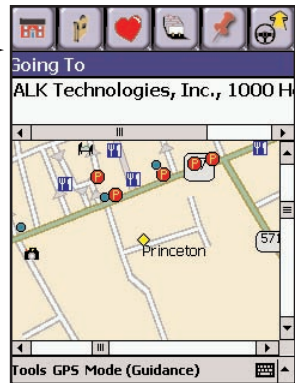 Going To
ALK Technologies, Inc., 1000 H
P
P
P P
P
571
Princeton
Tools GPS Mode (Guidance)